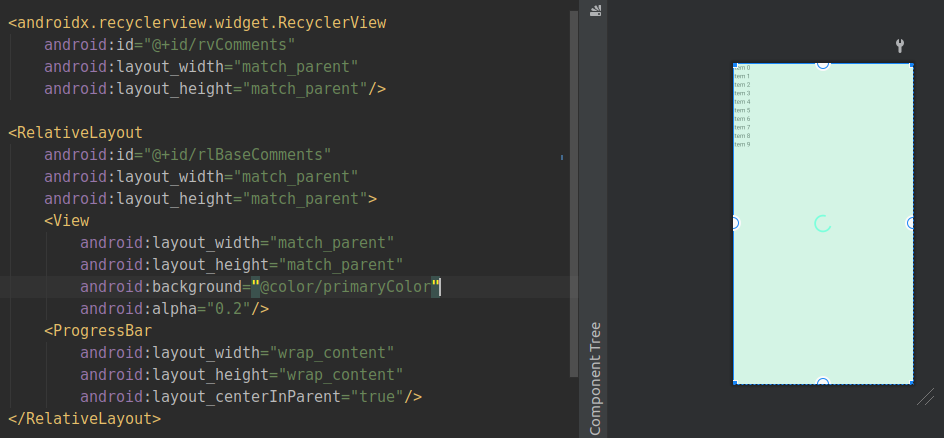 <androidx.recyclerview.widget.RecyclerView
    android:id="@+id/rvComments"
    android:layout_width="match_parent"
    android:layout_height="match_parent"/>

<RelativeLayout
    android:id="@+id/rlBaseComments"
    android:layout_width="match_parent"
    android:layout_height="match_parent">
    <View
        android:layout_width="match_parent"
        android:layout_height="match_parent"
        android:background="@color/primaryColor"
        android:alpha="0.2"/>
    <ProgressBar
        android:layout_width="wrap_content"
        android:layout_height="wrap_content"
        android:layout_centerInParent="true"/>
</RelativeLayout>
Component Tree
Item 0
Item 1
Item 2
Item 3
Item 4
Item 5
Item 6
Item 7
Item 8
Item 9